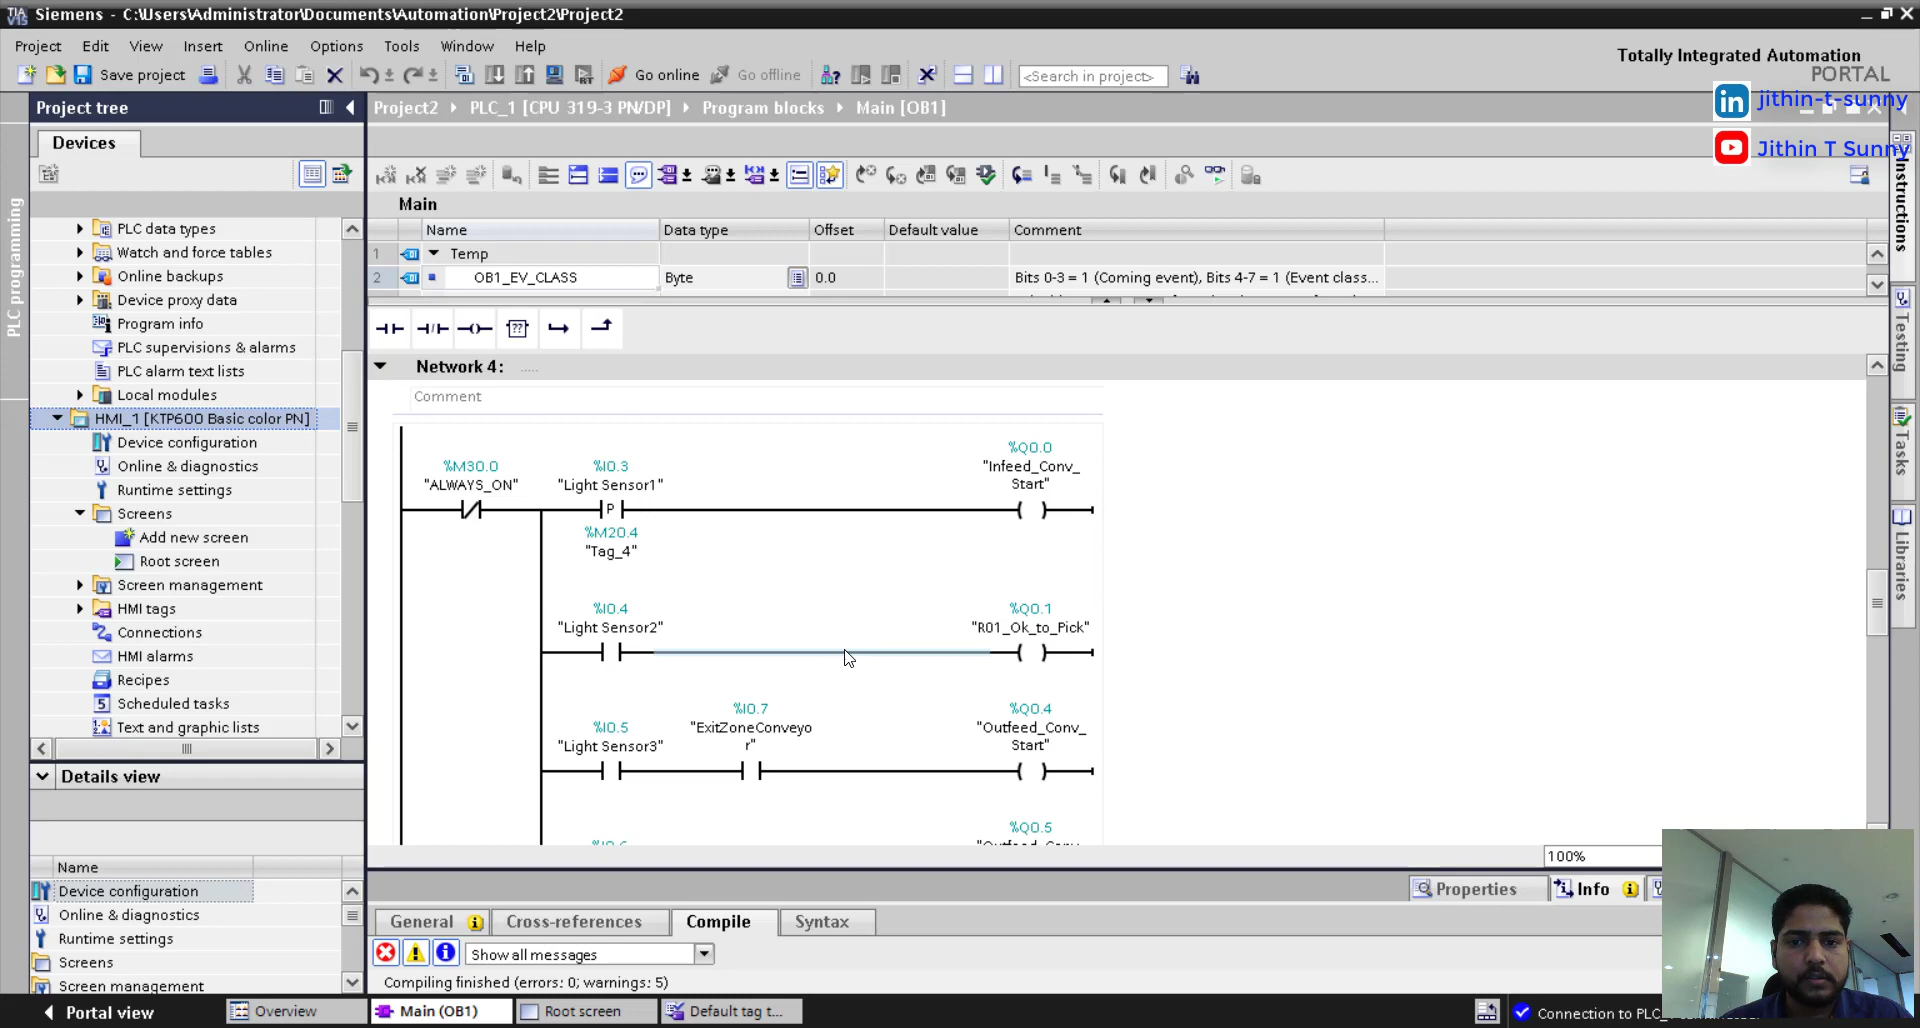 Siemens - C:\Users\Administrator\Documents\Automation\Project2\Project2
Project Edit View Insert Online Options Tools Window Help
Save project Go online Go offline <Search in project>
Totally Integrated Automation
PORTAL
jithin-t-sunny
Jithin T Sunny
Project tree
Project2 PLC_1 [CPU 319-3 PN/DP] Program blocks Main [OB1]
Devices
PLC programming
PLC data types
Watch and force tables
Online backups
Device proxy data
Program info
PLC supervisions & alarms
PLC alarm text lists
Local modules
HMI_1 [KTP600 Basic color PN]
Device configuration
Online & diagnostics
Runtime settings
Screens
Add new screen
Root screen
Screen management
HMI tags
Connections
HMI alarms
Recipes
Scheduled tasks
Text and graphic lists
Details view
Name
Device configuration
Online & diagnostics
Runtime settings
Screens
Screen management
Main
Name Data type Offset Default value Comment
1 Temp
2 OB1_EV_CLASS Byte 0.0 Bits 0-3 = 1 (Coming event), Bits 4-7 = 1 (Event class...
??
Network 4: .....
Comment
%M30.0
"ALWAYS_ON"
%I0.3
"Light Sensor1"
P
%M20.4
"Tag_4"
%Q0.0
"Infeed_Conv_
Start"
%I0.4
"Light Sensor2"
%Q0.1
"R01_Ok_to_Pick"
%I0.5
"Light Sensor3"
%I0.7
"ExitZoneConveyo
r"
%Q0.4
"Outfeed_Conv_
Start"
%Q0.5
100%
Properties Info
General Cross-references Compile Syntax
Show all messages
Compiling finished (errors: 0; warnings: 5)
Instructions
Testing
Tasks
Libraries
Portal view Overview Main (OB1) Root screen Default tag t...
Connection to PLC_